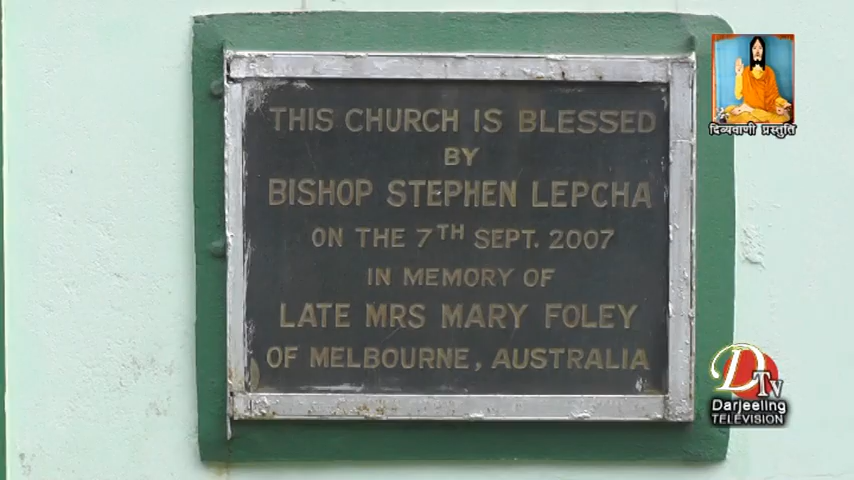 THIS CHURCH IS BLESSED
BY
BISHOP STEPHEN LEPCHA
ON THE 7TH SEPT. 2007
IN MEMORY OF
LATE MRS MARY FOLEY
OF MELBOURNE, AUSTRALIA
दिव्यवाणी प्रस्तुति
DTv
Darjeeling
TELEVISION